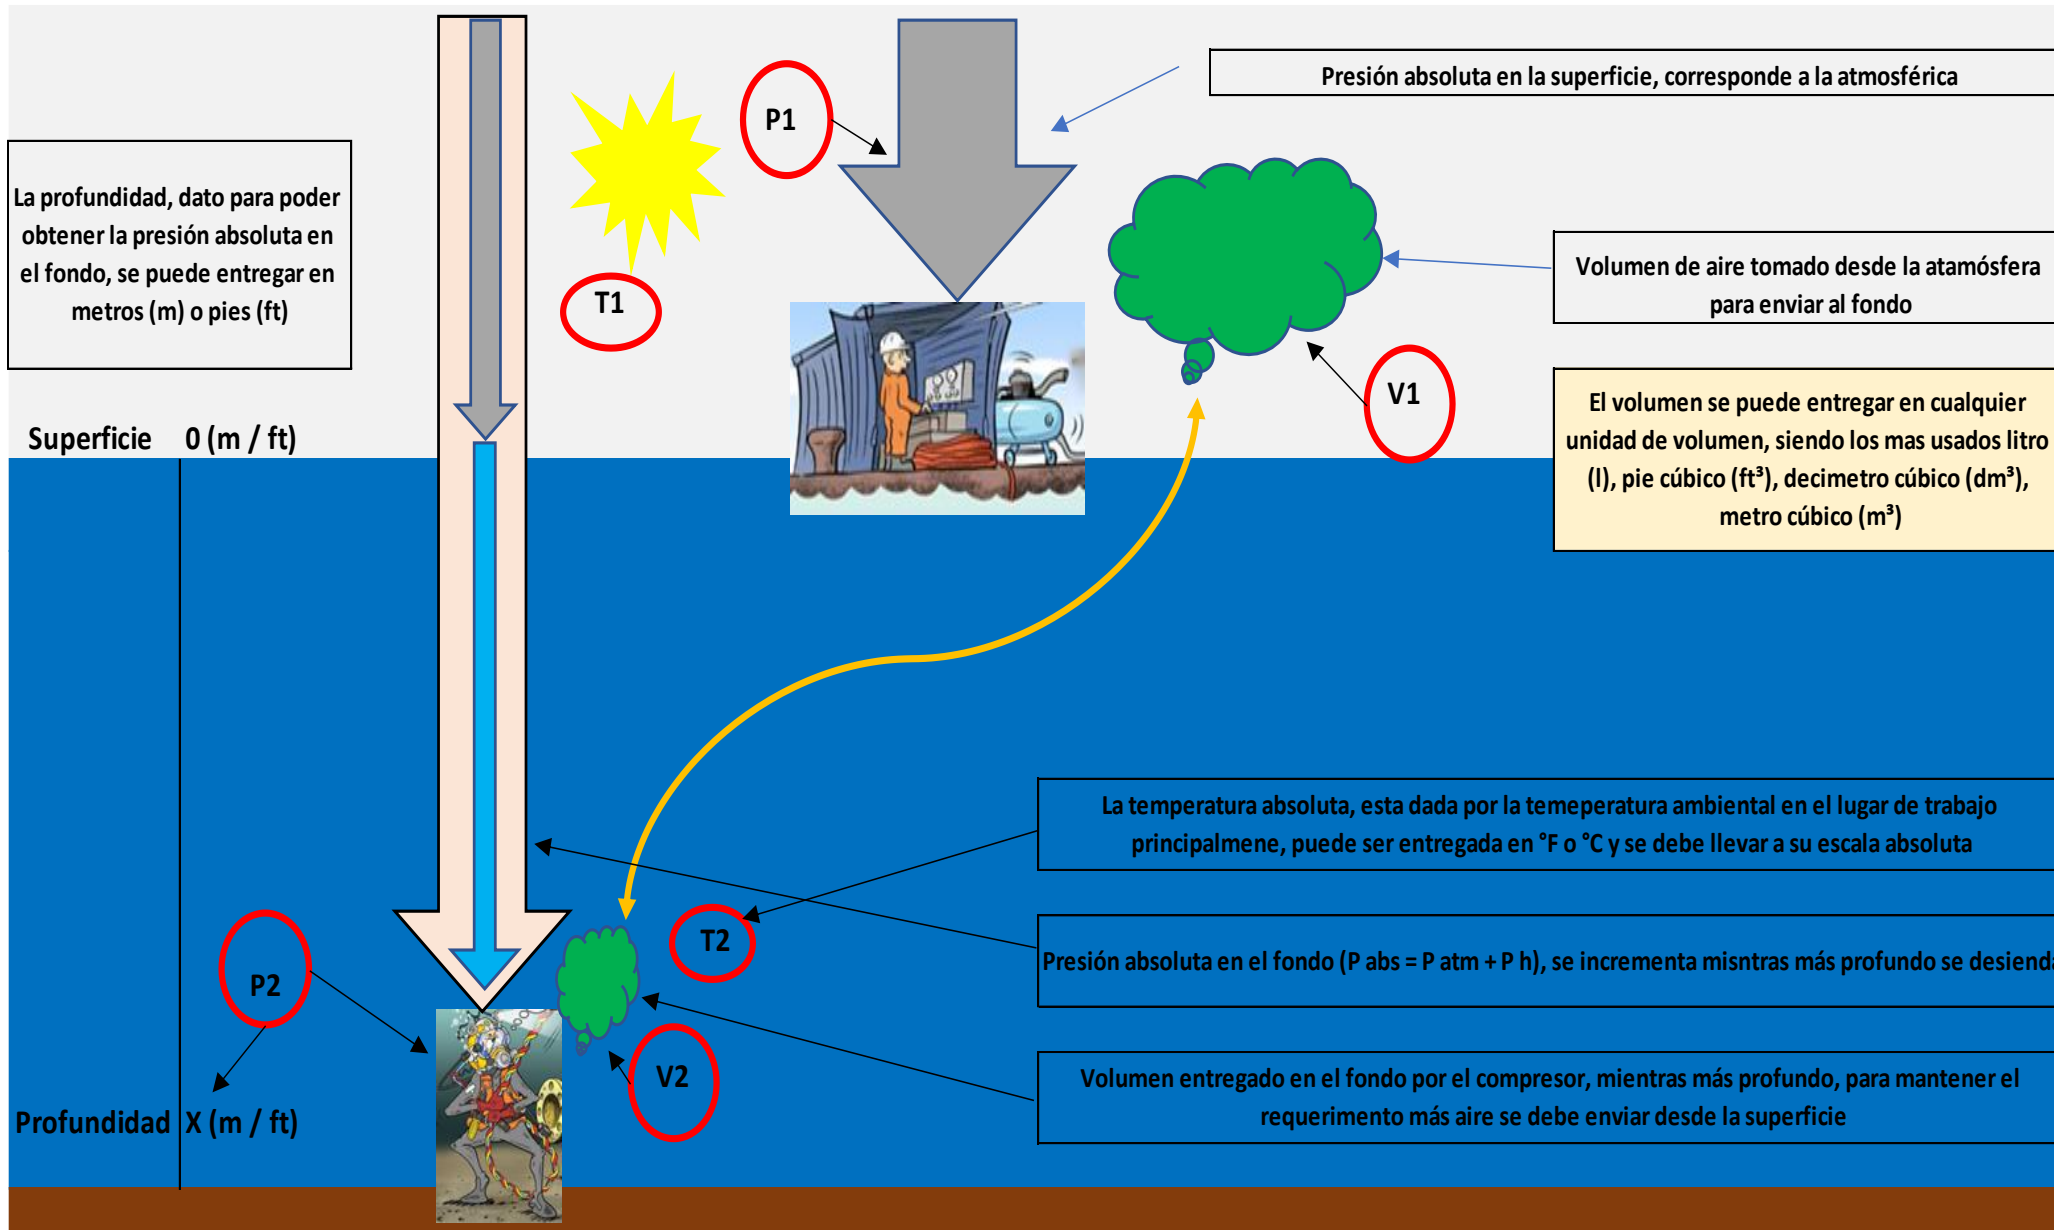 Presión absoluta en la superficie, corresponde a la atmosférica
P1
La profundidad, dato para poder
obtener la presión absoluta en
el fondo, se puede entregar en
metros (m) o pies (ft)
T1
Volumen de aire tomado desde la atamósfera
para enviar al fondo
V1
El volumen se puede entregar en cualquier
unidad de volumen, siendo los mas usados litro
(l), pie cúbico (ft³), decimetro cúbico (dm³),
metro cúbico (m³)
Superficie 0 (m / ft)
La temperatura absoluta, esta dada por la temeperatura ambiental en el lugar de trabajo
principalmene, puede ser entregada en °F o °C y se debe llevar a su escala absoluta
T2
Presión absoluta en el fondo (P abs = P atm + P h), se incrementa misntras más profundo se desienda
P2
V2
Volumen entregado en el fondo por el compresor, mientras más profundo, para mantener el
requerimento más aire se debe enviar desde la superficie
Profundidad X (m / ft)